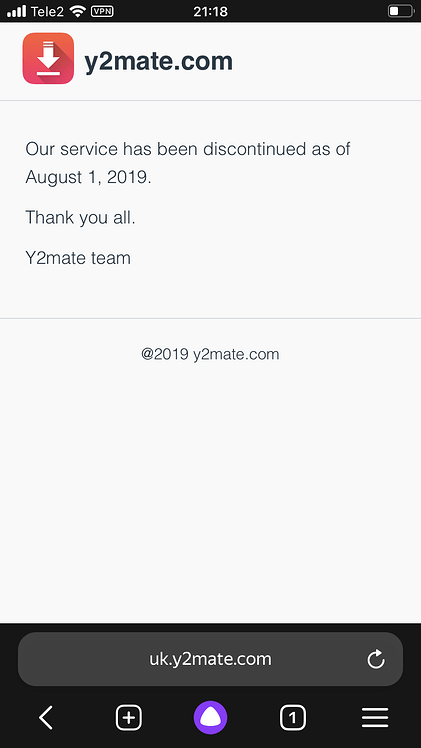 Tele2 VPN 21:18
y2mate.com
Our service has been discontinued as of
August 1, 2019.
Thank you all.
Y2mate team
@2019 y2mate.com
uk.y2mate.com
1